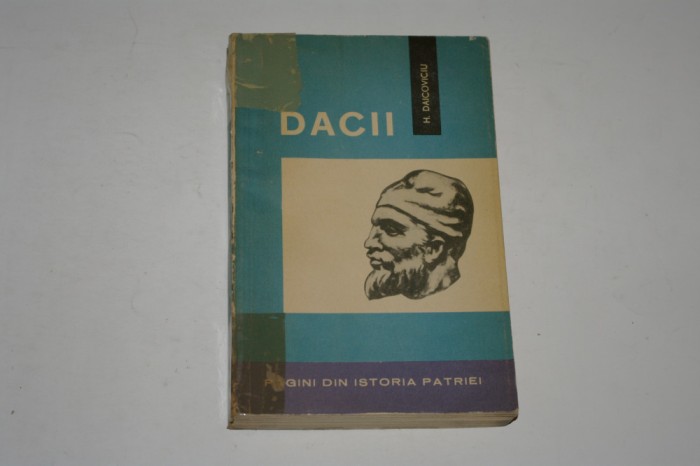 H. DAICOVICIU
DACII
PAGINI DIN ISTORIA PATRIEI